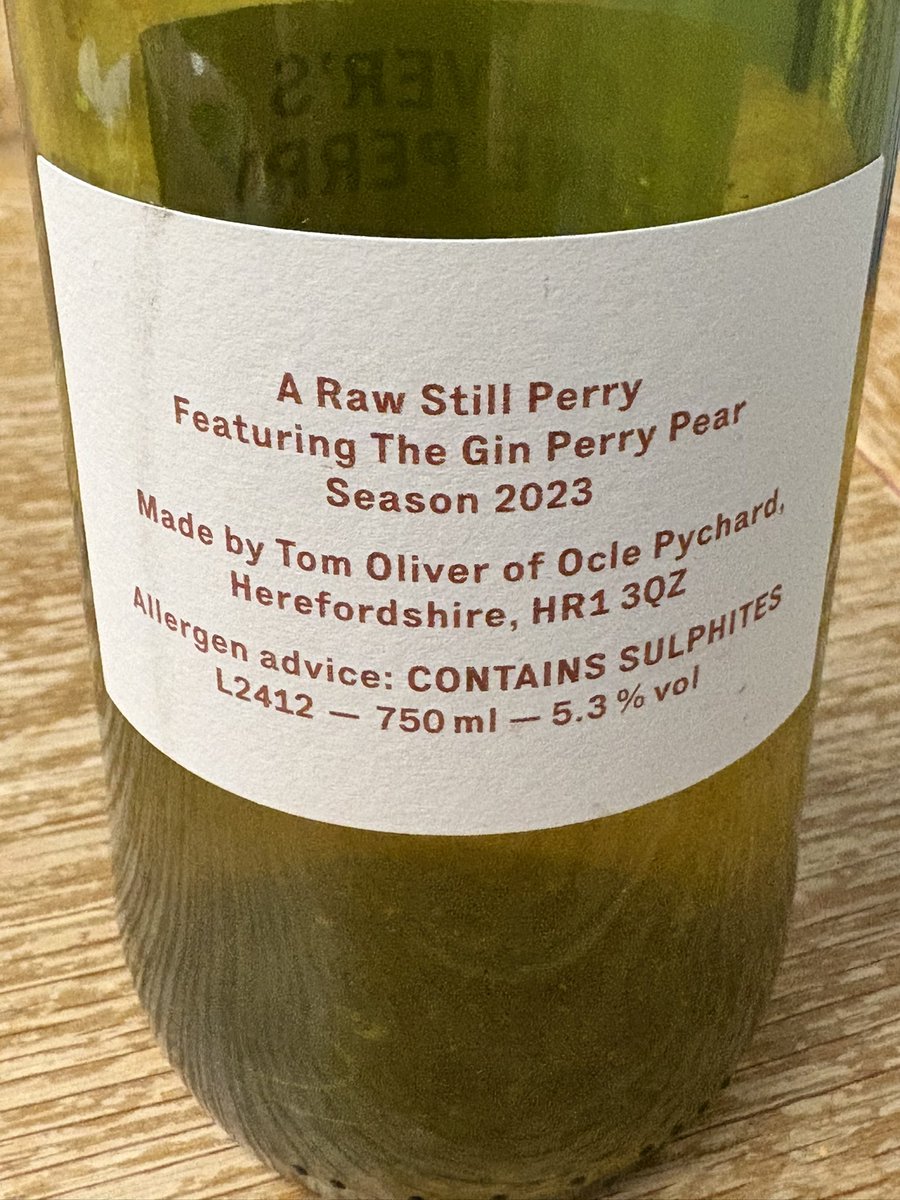 A Raw Still Perry
Featuring The Gin Perry Pear
Season 2023
Made by Tom Oliver of Ocle Pychard,
Herefordshire, HR1 3QZ
Allergen advice: CONTAINS SULPHITES
L2412 — 750 ml — 5.3 % vol